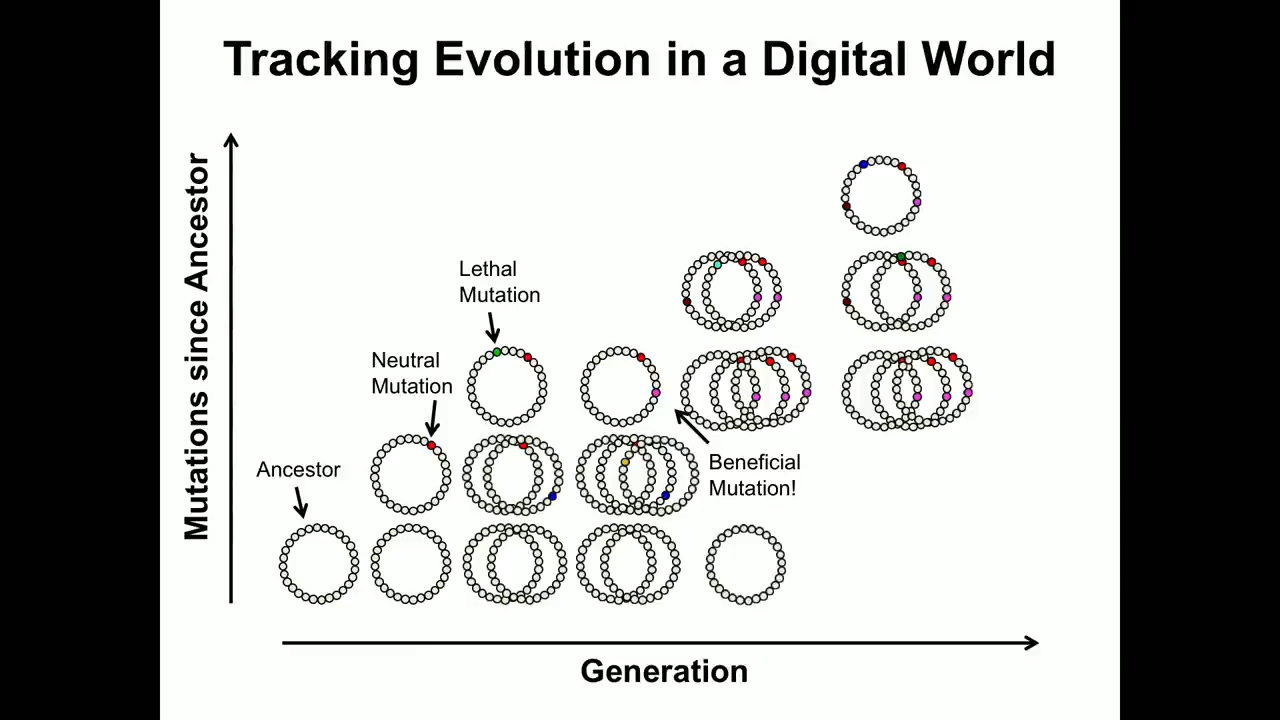 Tracking Evolution in a Digital World
Mutations since Ancestor
Lethal
Mutation
Neutral
Mutation
Ancestor
Beneficial
Mutation!
Generation